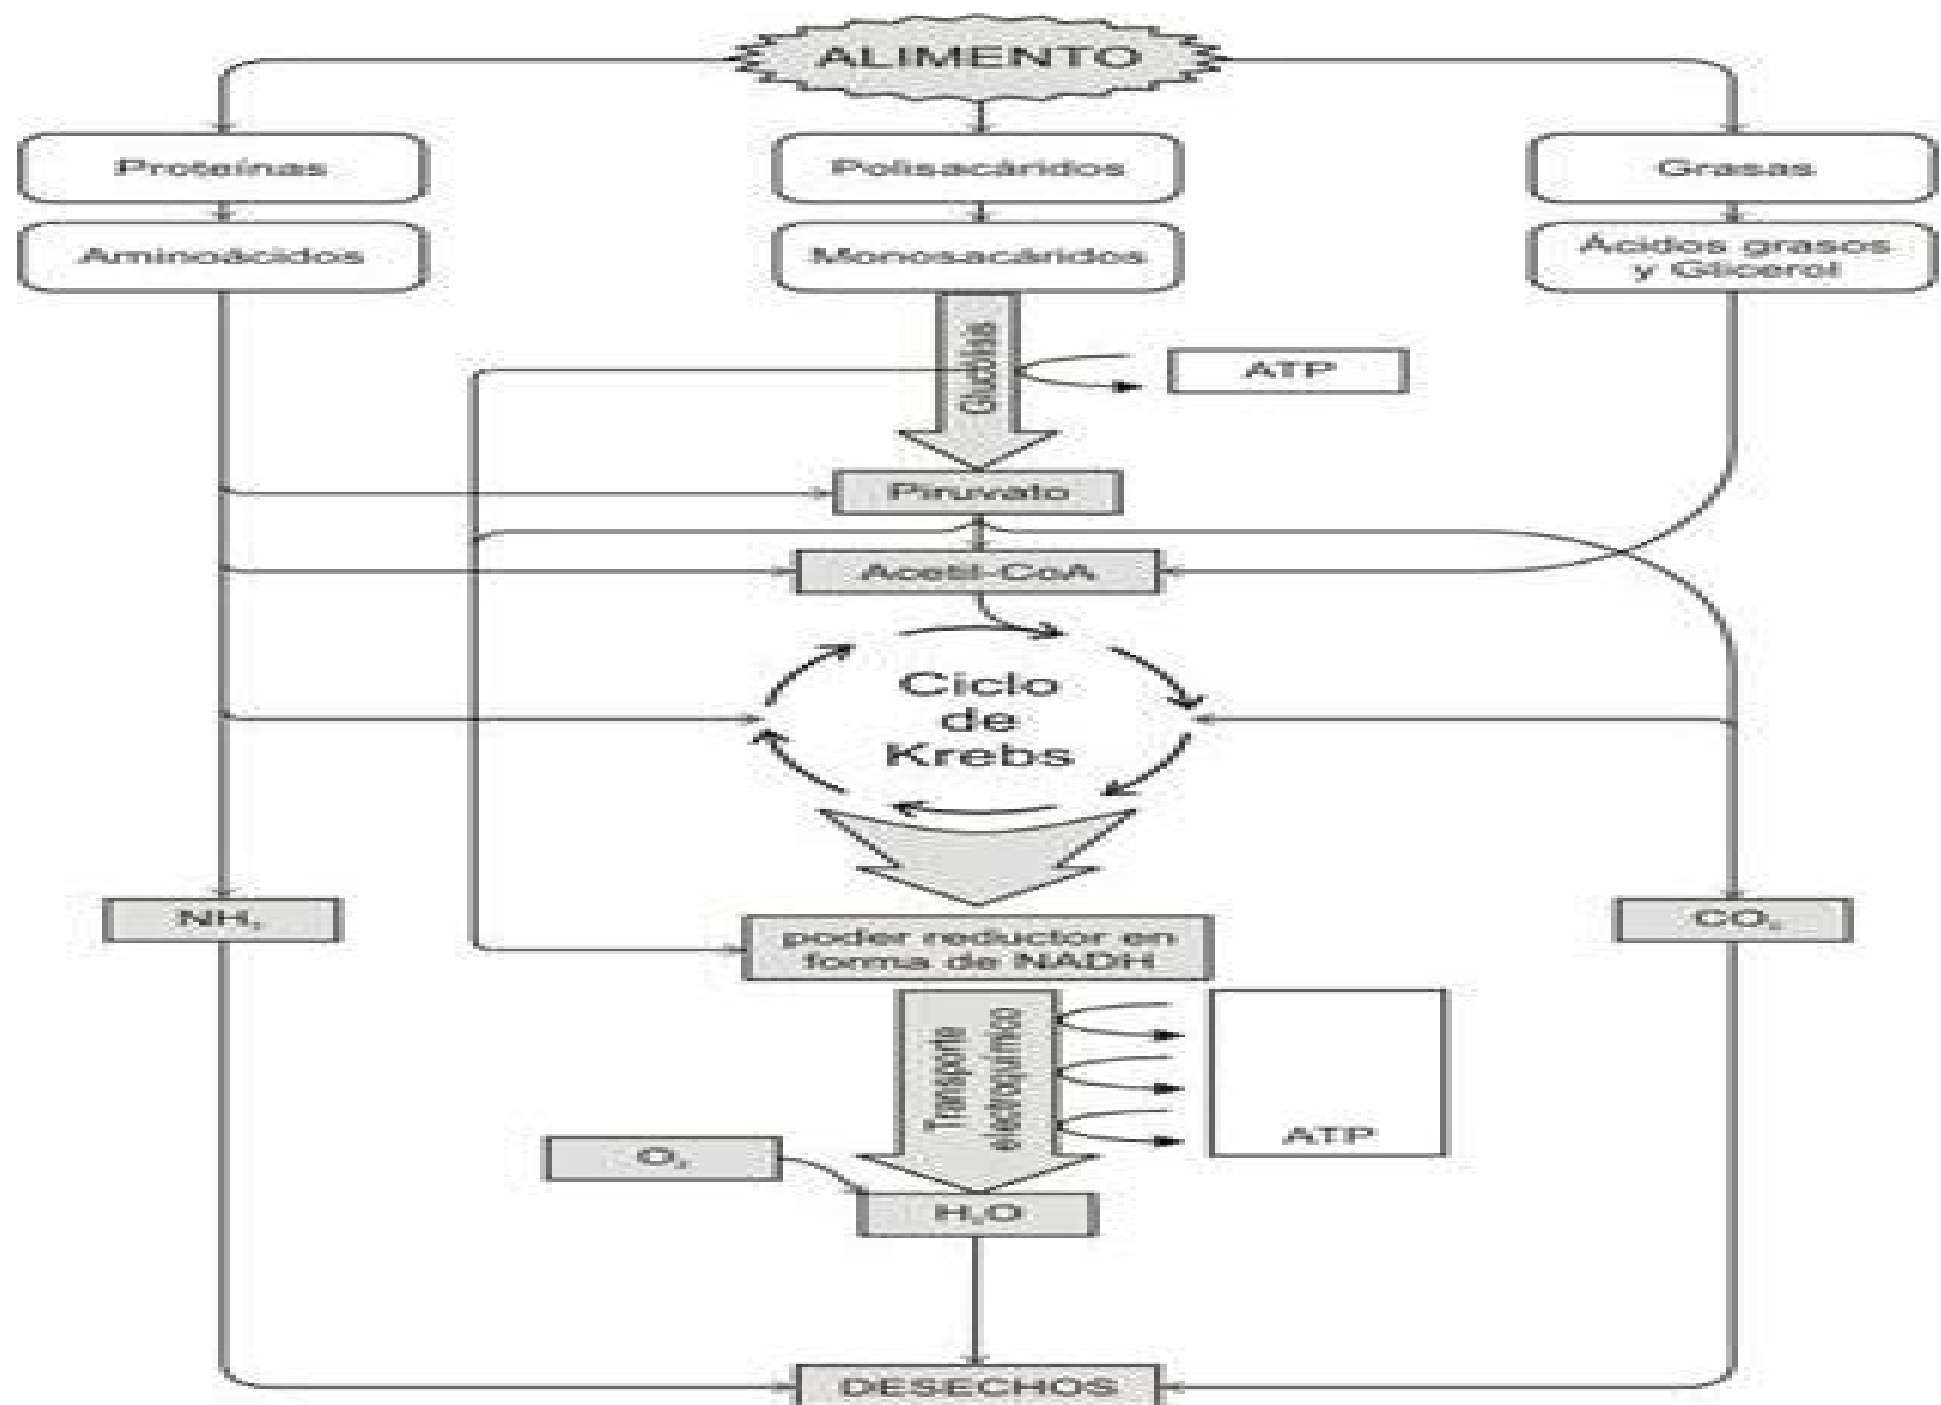 ALIMENTO
Proteínas
Polisacáridos
Grasas
Aminoácidos
Monosacáridos
Ácidos grasos
y Glicerol
Glucólisis
ATP
Piruvato
Acetil-CoA
Ciclo
de
Krebs
NH₃
CO₂
poder reductor en
forma de NADH
Transporte
electroquímico
ATP
O₂
H₂O
DESECHOS